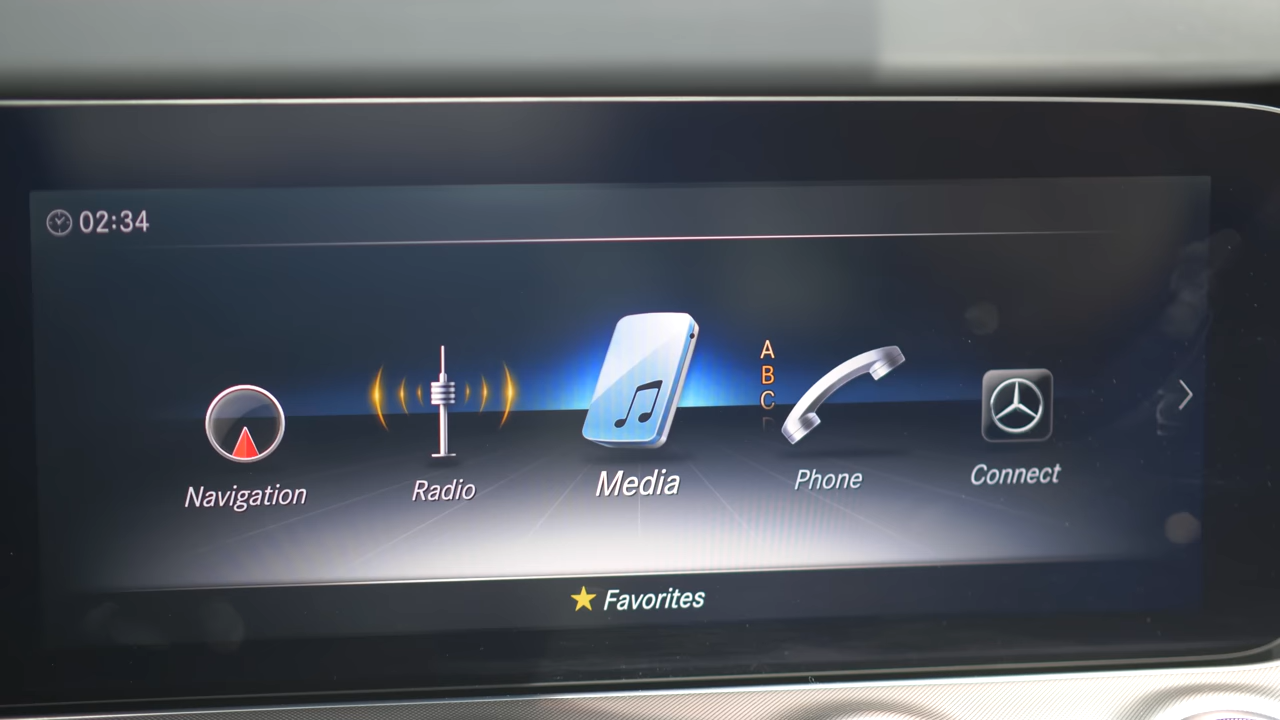 02:34
A
B
C
D
Navigation
Radio
Media
Phone
Connect
Favorites